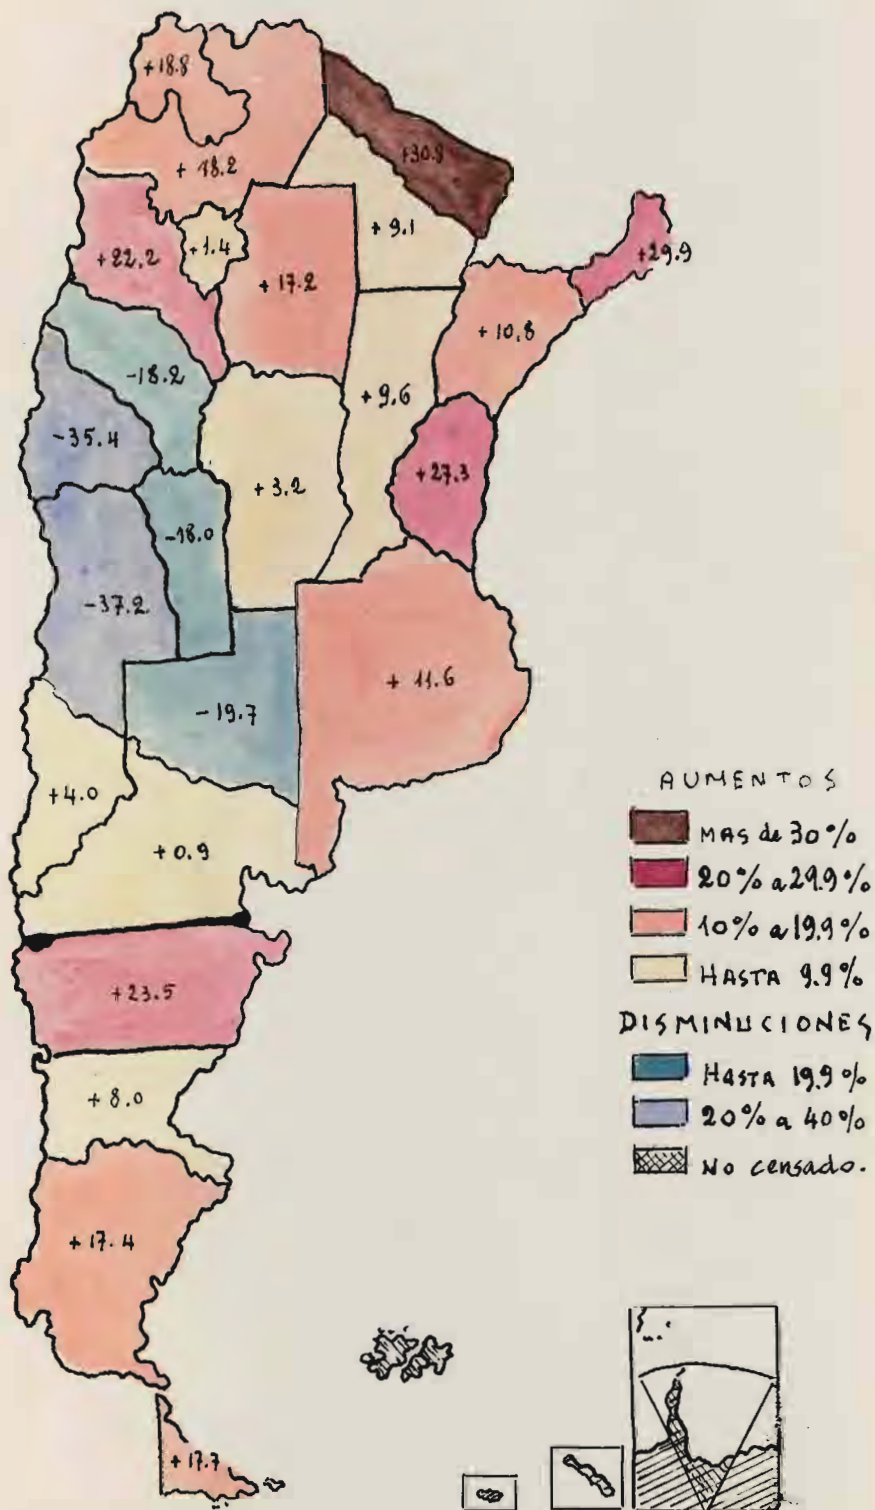 +18.8
+ 18.2
+30.8
+ 9.1
+22.2
+1.4
+ 17.2
+29.9
+ 10,8
-18.2
+9.6
-35.4
+27.3
+3.2
-18.0
-37.2
+ 11.6
- 19.7
+4.0
+ 0.9
+23.5
+ 8.0
+ 17.4
+ 17.7
AUMENTOS
MAS de 30%
20% a 29.9%
10% a 19.9%
HASTA 9.9%
DISMINUCIONES
HASTA 19.9%
20% a 40%
No censado.